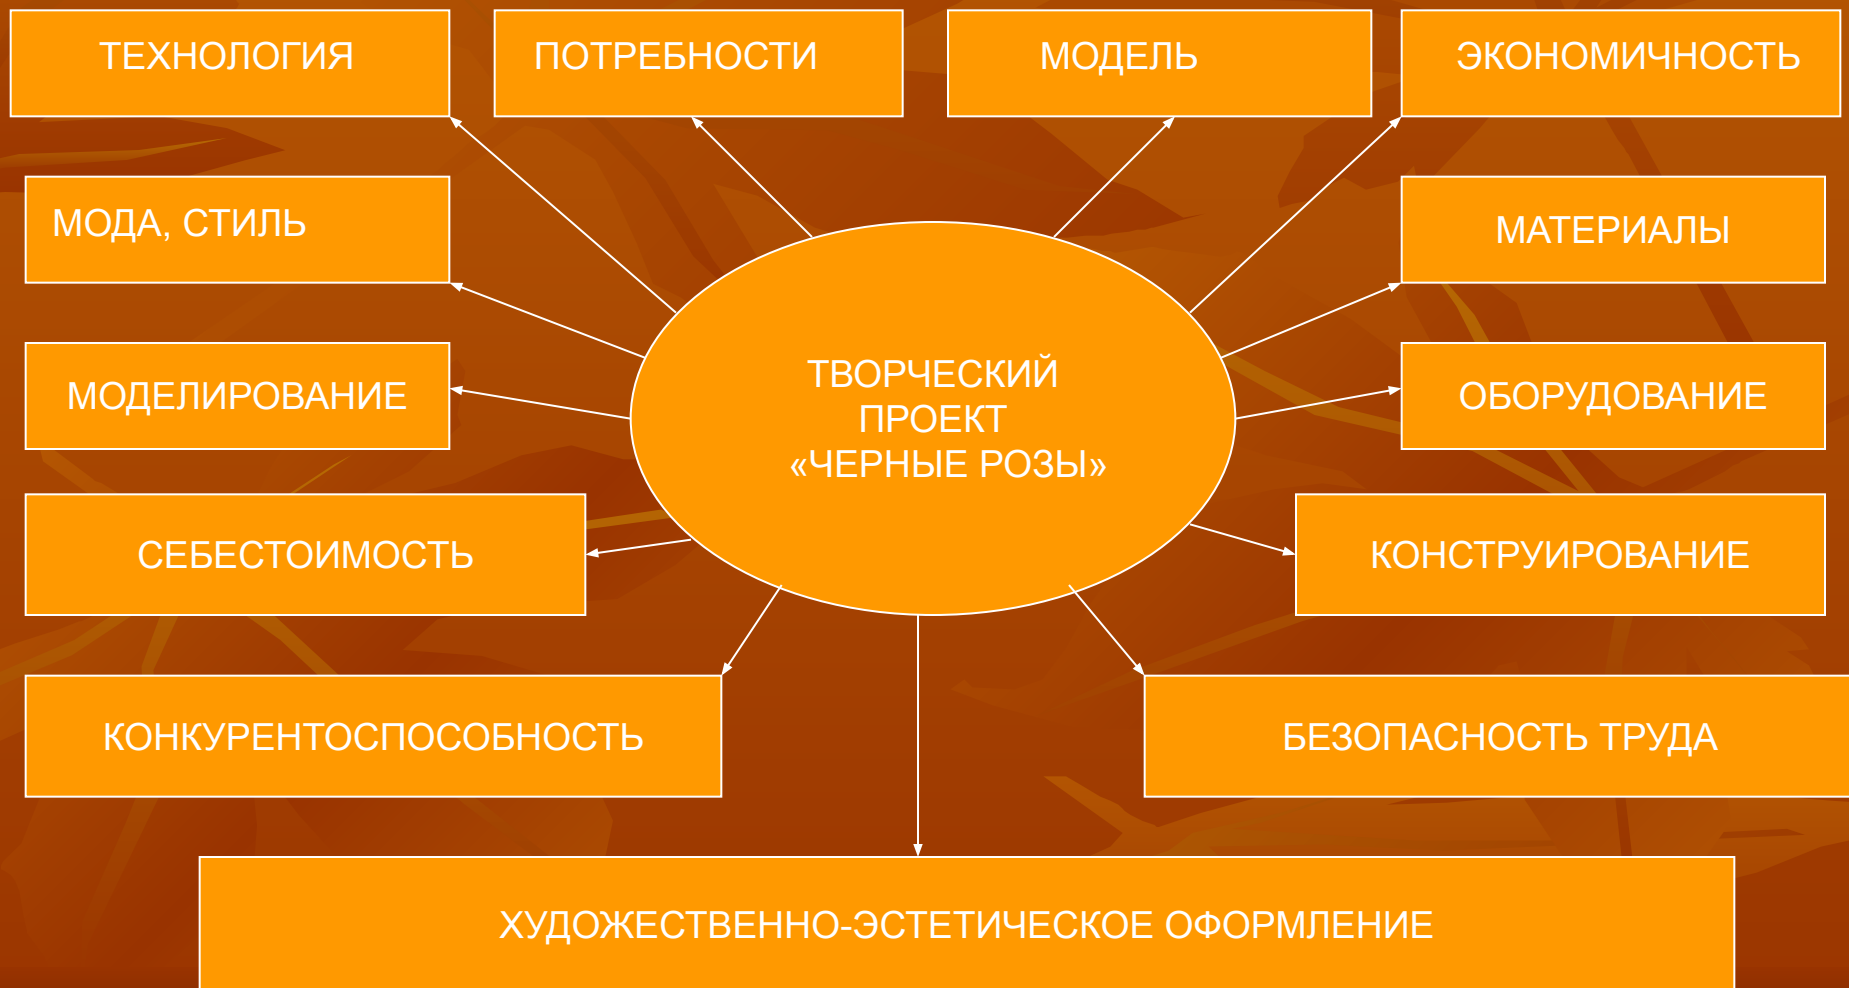 ТЕХНОЛОГИЯ
ПОТРЕБНОСТИ
МОДЕЛЬ
ЭКОНОМИЧНОСТЬ
МОДА, СТИЛЬ
МАТЕРИАЛЫ
МОДЕЛИРОВАНИЕ
ТВОРЧЕСКИЙ
ПРОЕКТ
«ЧЕРНЫЕ РОЗЫ»
ОБОРУДОВАНИЕ
СЕБЕСТОИМОСТЬ
КОНСТРУИРОВАНИЕ
КОНКУРЕНТОСПОСОБНОСТЬ
БЕЗОПАСНОСТЬ ТРУДА
ХУДОЖЕСТВЕННО-ЭСТЕТИЧЕСКОЕ ОФОРМЛЕНИЕ